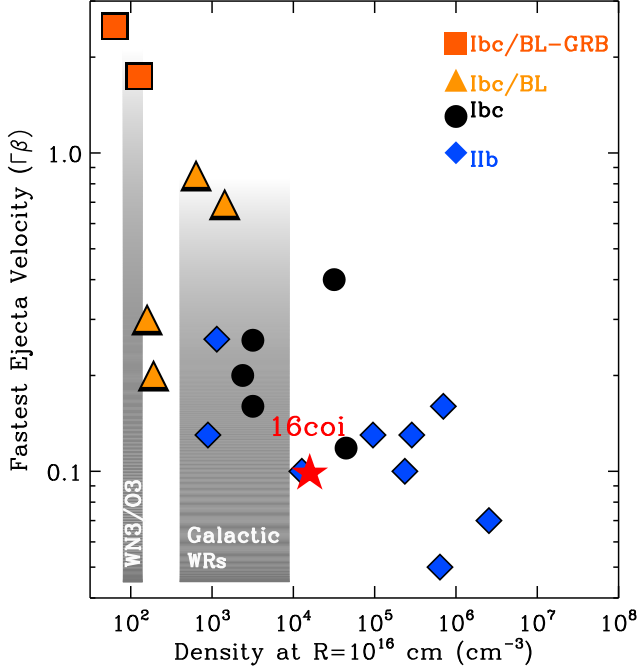 Ibc/BL-GRB
Ibc/BL
Ibc
IIb
1.0
0.1
Fastest Ejecta Velocity (Γβ)
16coi
WN3/O3
Galactic
WRs
10² 10³ 10⁴ 10⁵ 10⁶ 10⁷ 10⁸
Density at R=10¹⁶ cm (cm⁻³)